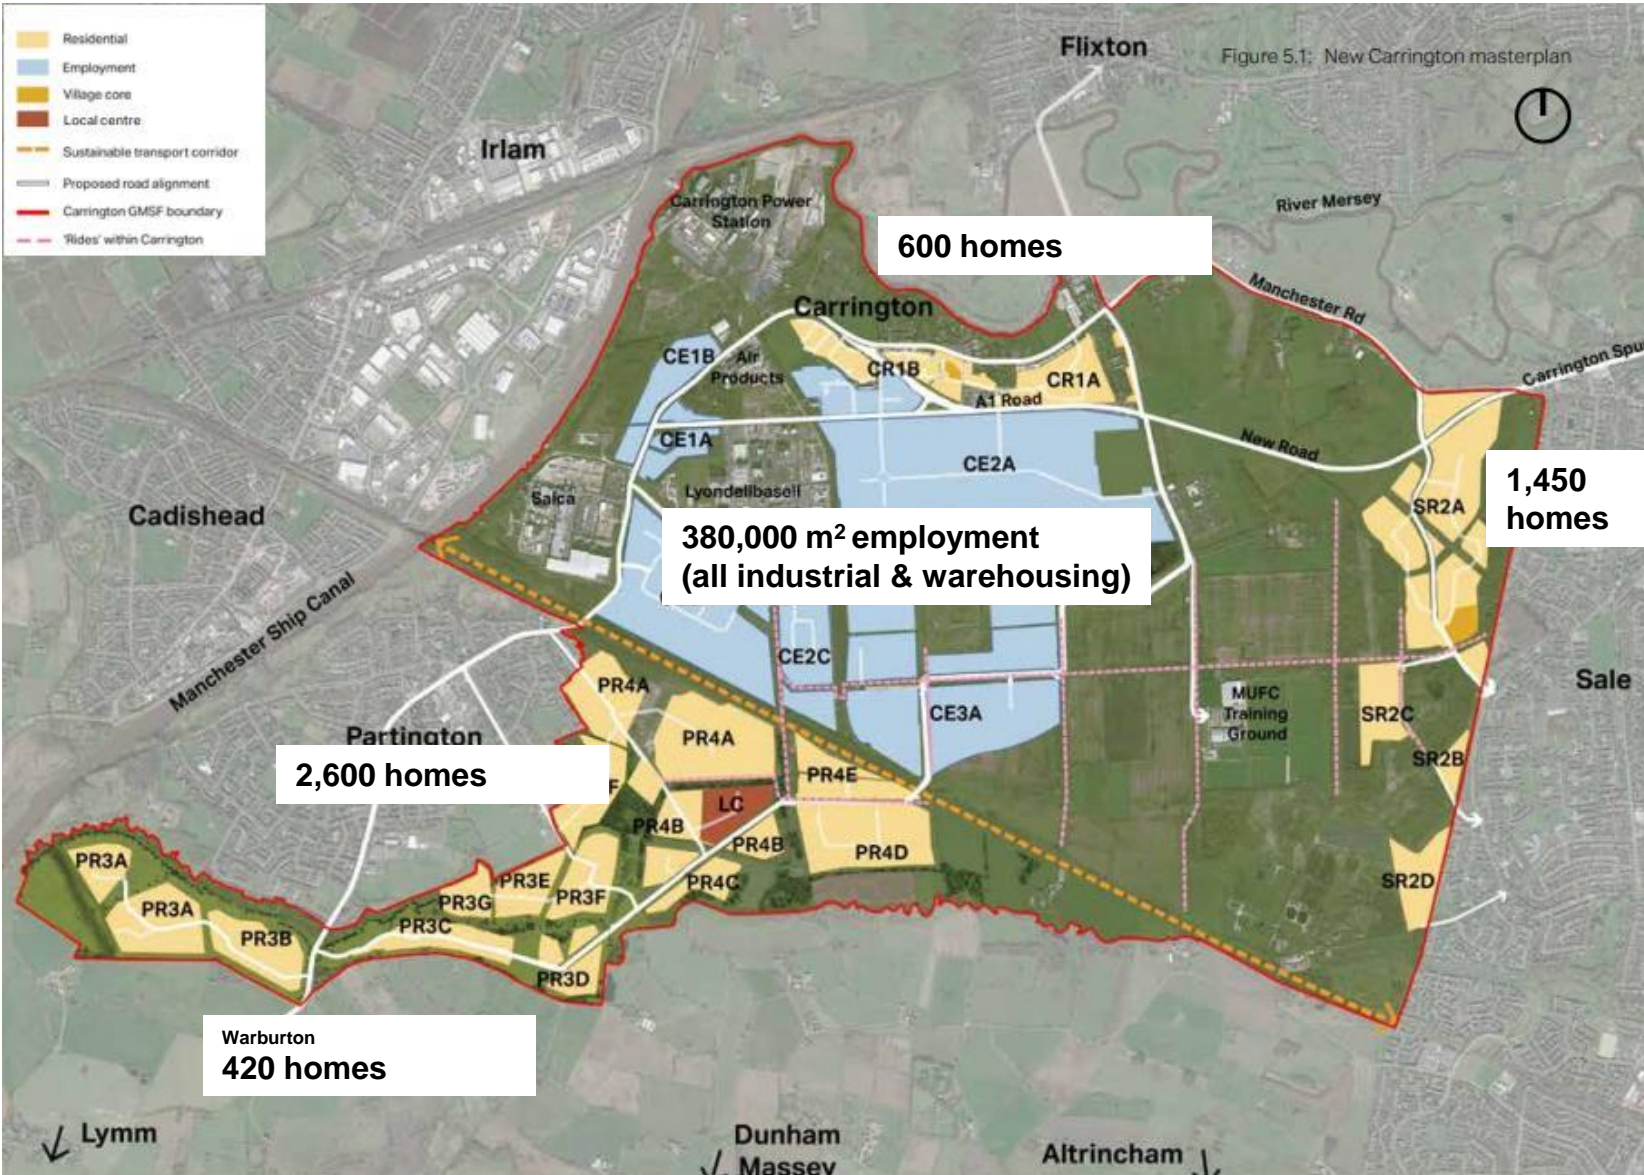 Residential
Employment
Village core
Local centre
Sustainable transport corridor
Proposed road alignment
Carrington GMSF boundary
'Rides' within Carrington
Figure 5.1: New Carrington masterplan
Flixton
Irlam
Carrington Power
Station
River Mersey
600 homes
Manchester Rd
Carrington
Carrington Spu
CE1B
Air
Products
CR1B
CR1A
A1 Road
CE1A
New Road
CE2A
Lyondellbasell
Saica
SR2A
1,450
homes
Cadishead
380,000 m² employment
(all industrial & warehousing)
Manchester Ship Canal
CE2C
PR4A
Sale
MUFC
Training
Ground
CE3A
SR2C
Partington
PR4A
SR2B
2,600 homes
PR4E
F
LC
PR4B
PR4B
PR4D
PR3A
PR3E
PR4C
SR2D
PR3F
PR3G
PR3A
PR3C
PR3B
PR3D
Warburton
420 homes
Lymm
Dunham
Massey
Altrincham